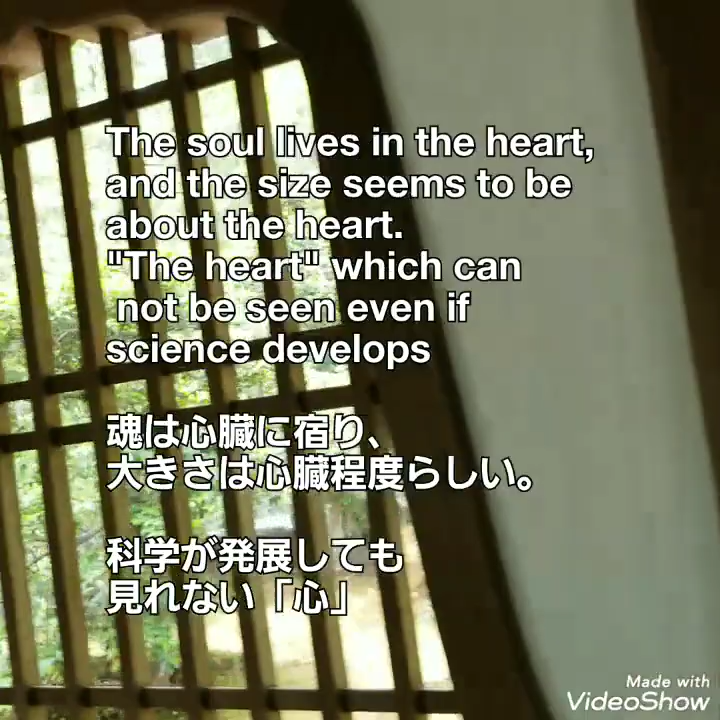 The soul lives in the heart,
and the size seems to be
about the heart.
"The heart" which can
not be seen even if
science develops
魂は心臓に宿り、
大きさは心臓程度らしい。
科学が発展しても
見れない「心」
Made with
VideoShow